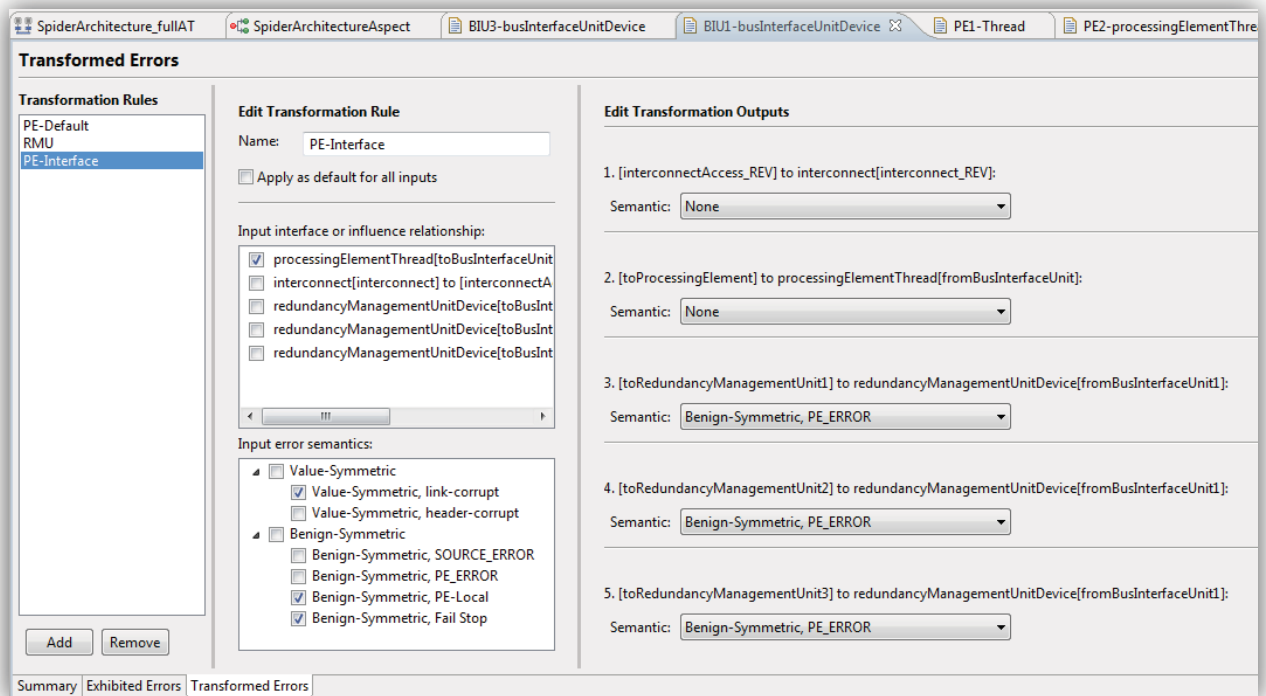 SpiderArchitecture_fullAT
SpiderArchitectureAspect
BIU3-busInterfaceUnitDevice
BIU1-busInterfaceUnitDevice
PE1-Thread
PE2-processingElementThrea
Transformed Errors
Transformation Rules
PE-Default
RMU
PE-Interface
Add
Remove
Edit Transformation Rule
Name:
PE-Interface
Apply as default for all inputs
Input interface or influence relationship:
processingElementThread[toBusInterfaceUnit
interconnect[interconnect] to [interconnectA
redundancyManagementUnitDevice[toBusInt
redundancyManagementUnitDevice[toBusInt
redundancyManagementUnitDevice[toBusInt
Input error semantics:
Value-Symmetric
Value-Symmetric, link-corrupt
Value-Symmetric, header-corrupt
Benign-Symmetric
Benign-Symmetric, SOURCE_ERROR
Benign-Symmetric, PE_ERROR
Benign-Symmetric, PE-Local
Benign-Symmetric, Fail Stop
Edit Transformation Outputs
1. [interconnectAccess_REV] to interconnect[interconnect_REV]:
Semantic: None
2. [toProcessingElement] to processingElementThread[fromBusInterfaceUnit]:
Semantic: None
3. [toRedundancyManagementUnit1] to redundancyManagementUnitDevice[fromBusInterfaceUnit1]:
Semantic: Benign-Symmetric, PE_ERROR
4. [toRedundancyManagementUnit2] to redundancyManagementUnitDevice[fromBusInterfaceUnit1]:
Semantic: Benign-Symmetric, PE_ERROR
5. [toRedundancyManagementUnit3] to redundancyManagementUnitDevice[fromBusInterfaceUnit1]:
Semantic: Benign-Symmetric, PE_ERROR
Summary
Exhibited Errors
Transformed Errors